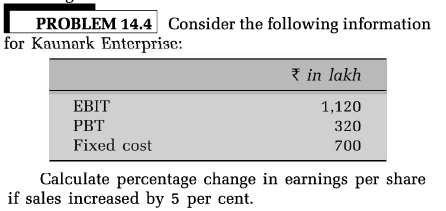 PROBLEM 14.4 Consider the following information
for Kaunark Enterprise:
₹ in lakh
EBIT 1,120
PBT 320
Fixed cost 700
Calculate percentage change in earnings per share
if sales increased by 5 per cent.